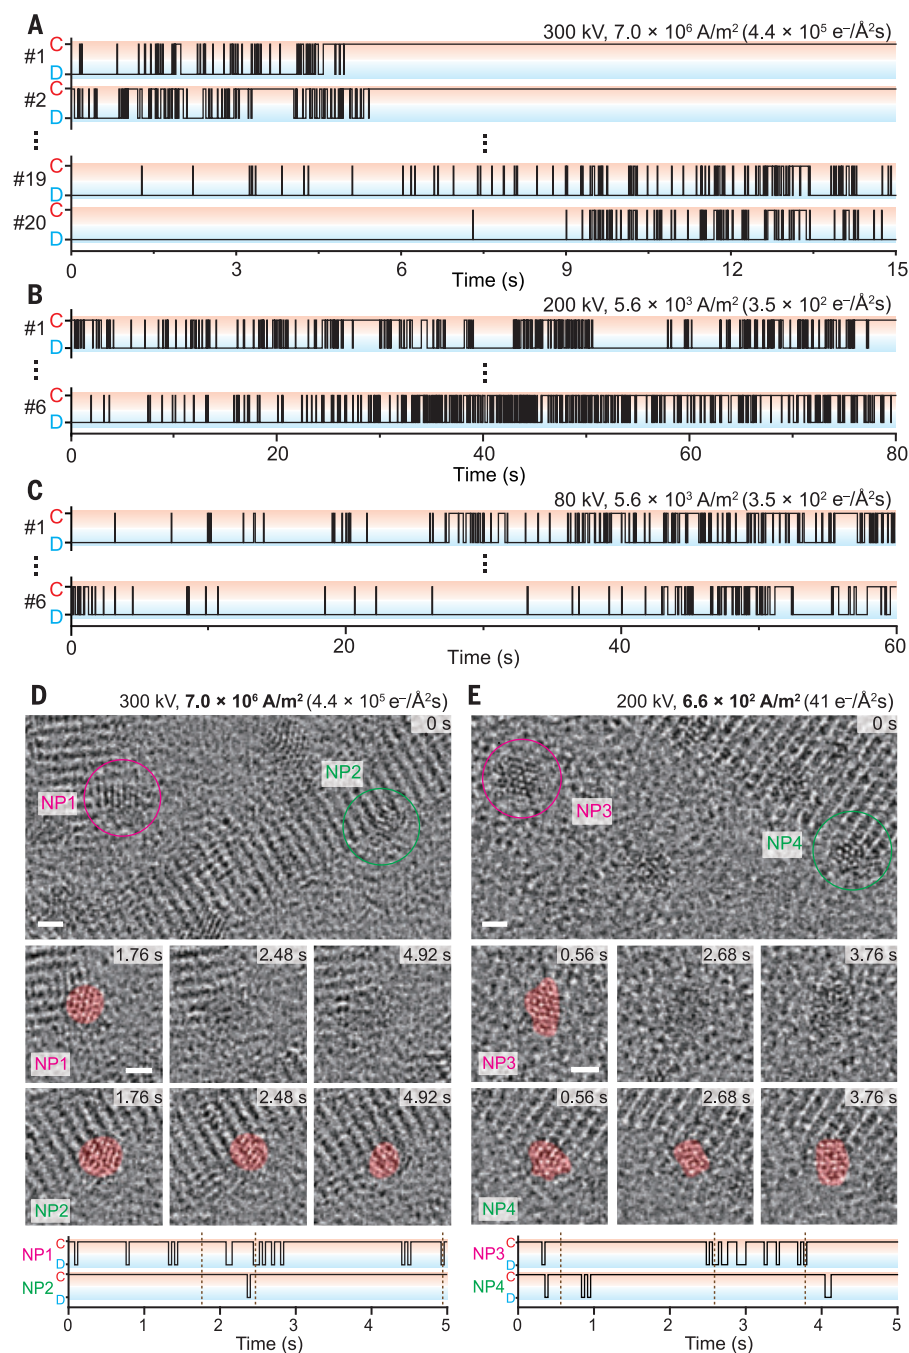 A
300 kV, 7.0 × 10⁶ A/m² (4.4 × 10⁵ e⁻/Å²s)
#1 C D
#2 C D
#19 C D
#20 C D
0 3 6 9 12 15
Time (s)
B
200 kV, 5.6 × 10³ A/m² (3.5 × 10² e⁻/Å²s)
#1 C D
#6 C D
0 20 40 60 80
Time (s)
C
80 kV, 5.6 × 10³ A/m² (3.5 × 10² e⁻/Å²s)
#1 C D
#6 C D
0 20 40 60
Time (s)
D
300 kV, 7.0 × 10⁶ A/m² (4.4 × 10⁵ e⁻/Å²s)
0 s
NP1
NP2
1.76 s 2.48 s 4.92 s
NP1
1.76 s 2.48 s 4.92 s
NP2
NP1 C D
NP2 C D
0 1 2 3 4 5
Time (s)
E
200 kV, 6.6 × 10² A/m² (41 e⁻/Å²s)
0 s
NP3
NP4
0.56 s 2.68 s 3.76 s
NP3
0.56 s 2.68 s 3.76 s
NP4
NP3 C D
NP4 C D
0 1 2 3 4 5
Time (s)